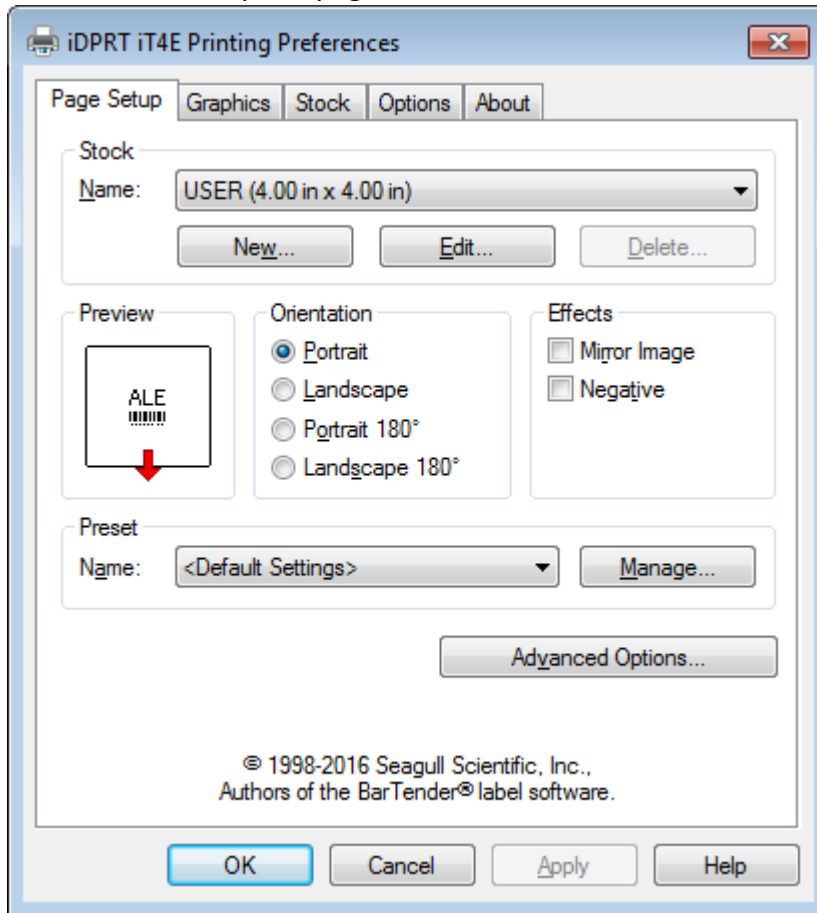 iDPRT iT4E Printing Preferences
Page Setup Graphics Stock Options About
Stock
Name: USER (4.00 in x 4.00 in)
New... Edit... Delete...
Preview Orientation Effects
Portrait Mirror Image
ALE Landscape Negative
Portrait 180°
Landscape 180°
Preset
Name: <Default Settings> Manage...
Advanced Options...
© 1998-2016 Seagull Scientific, Inc.,
Authors of the BarTender® label software.
OK Cancel Apply Help